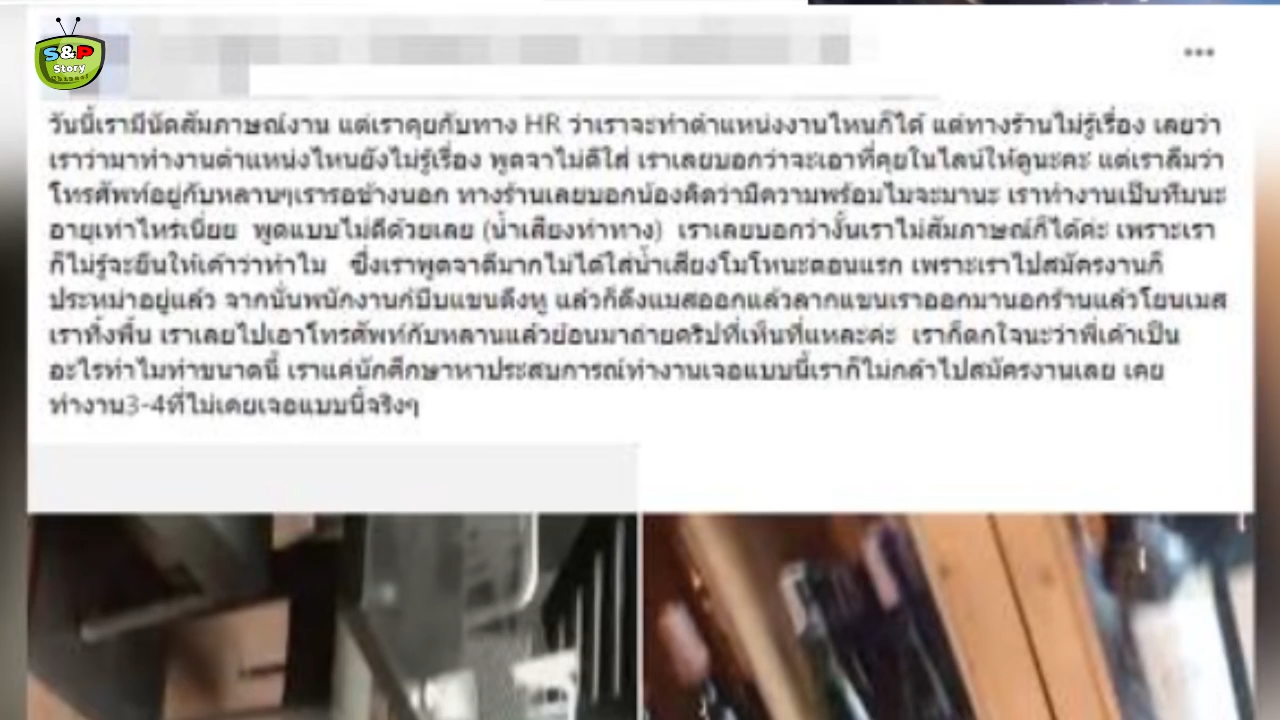 S&P
Story
Channel
วันนี้เรามีนัดสัมภาษณ์งาน แต่เราคุยกับทาง HR ว่าเราจะทำตำแหน่งงานไหนก็ได้ แต่ทางร้านไม่รู้เรื่อง เลยว่า
เราว่ามาทำงานตำแหน่งไหนยังไม่รู้เรื่อง พูดจาไม่ดีใส่ เราเลยบอกว่าจะเอาที่คุยในไลน์ให้ดูนะคะ แต่เราลืมว่า
โทรศัพท์อยู่กับหลานๆเรารอข้างนอก ทางร้านเลยบอกน้องคิดว่ามีความพร้อมไมจะมานะ เราทำงานเป็นทีมนะ
อายุเท่าไหร่เนี่ยย พูดแบบไม่ดีด้วยเลย (น้ำเสียงท่าทาง) เราเลยบอกว่างั้นเราไม่สัมภาษณ์ก็ได้ค่ะ เพราะเรา
ก็ไม่รู้จะยืนให้เค้าว่าทำไม ซึ่งเราพูดจาดีมากไม่ได้ใส่น้ำเสียงโมโหนะตอนแรก เพราะเราไปสมัครงานก็
ประหม่าอยู่แล้ว จากนั่นพนักงานก็บีบแขนดึงหู แล้วก็ดึงแมสออกแล้วลากแขนเราออกมานอกร้านแล้วโยนเมส
เราทิ้งพื้น เราเลยไปเอาโทรศัพท์กับหลานแล้วย้อนมาถ่ายคริปที่เห็นที่แหละค่ะ เราก็ตกใจนะว่าพี่เค้าเป็น
อะไรทำไมทำขนาดนี้ เราแค่นักศึกษาหาประสบการณ์ทำงานเจอแบบนี้เราก็ไม่กล้าไปสมัครงานเลย เคย
ทำงาน3-4ที่ไม่เคยเจอแบบนี้จริงๆ